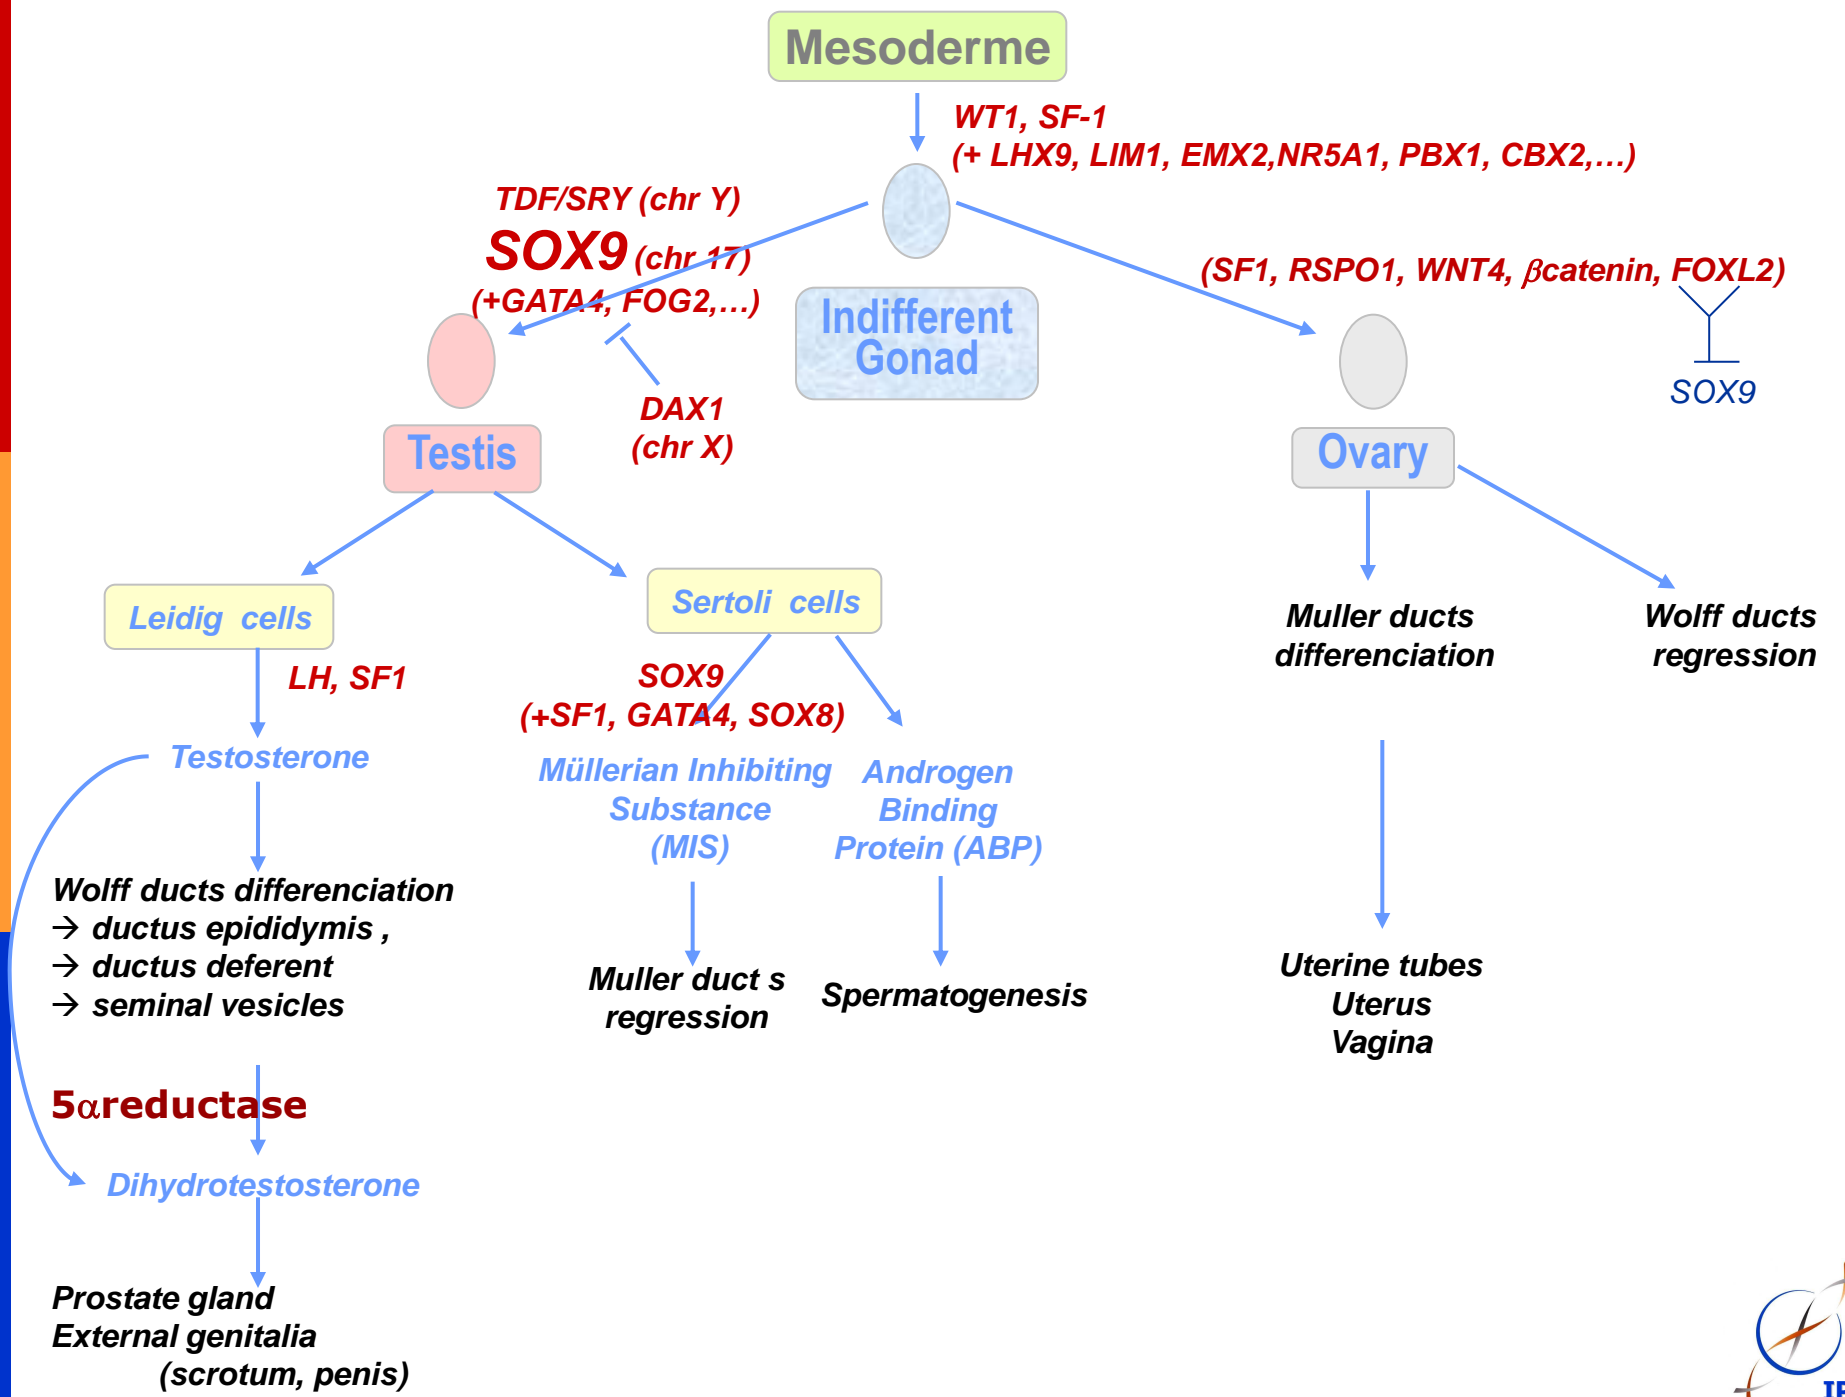 Mesoderme
WT1, SF-1
(+ LHX9, LIM1, EMX2,NR5A1, PBX1, CBX2,…)
TDF/SRY (chr Y)
SOX9 (chr 17)
(+GATA4, FOG2,…)
(SF1, RSPO1, WNT4, βcatenin, FOXL2)
SOX9
Indifferent
Gonad
DAX1
(chr X)
Testis
Ovary
Leidig cells
Sertoli cells
Muller ducts
differenciation
Wolff ducts
regression
LH, SF1
SOX9
(+SF1, GATA4, SOX8)
Testosterone
Müllerian Inhibiting
Substance
(MIS)
Androgen
Binding
Protein (ABP)
Wolff ducts differenciation
→ ductus epididymis ,
→ ductus deferent
→ seminal vesicles
Muller duct s
regression
Spermatogenesis
Uterine tubes
Uterus
Vagina
5αreductase
Dihydrotestosterone
Prostate gland
External genitalia
(scrotum, penis)